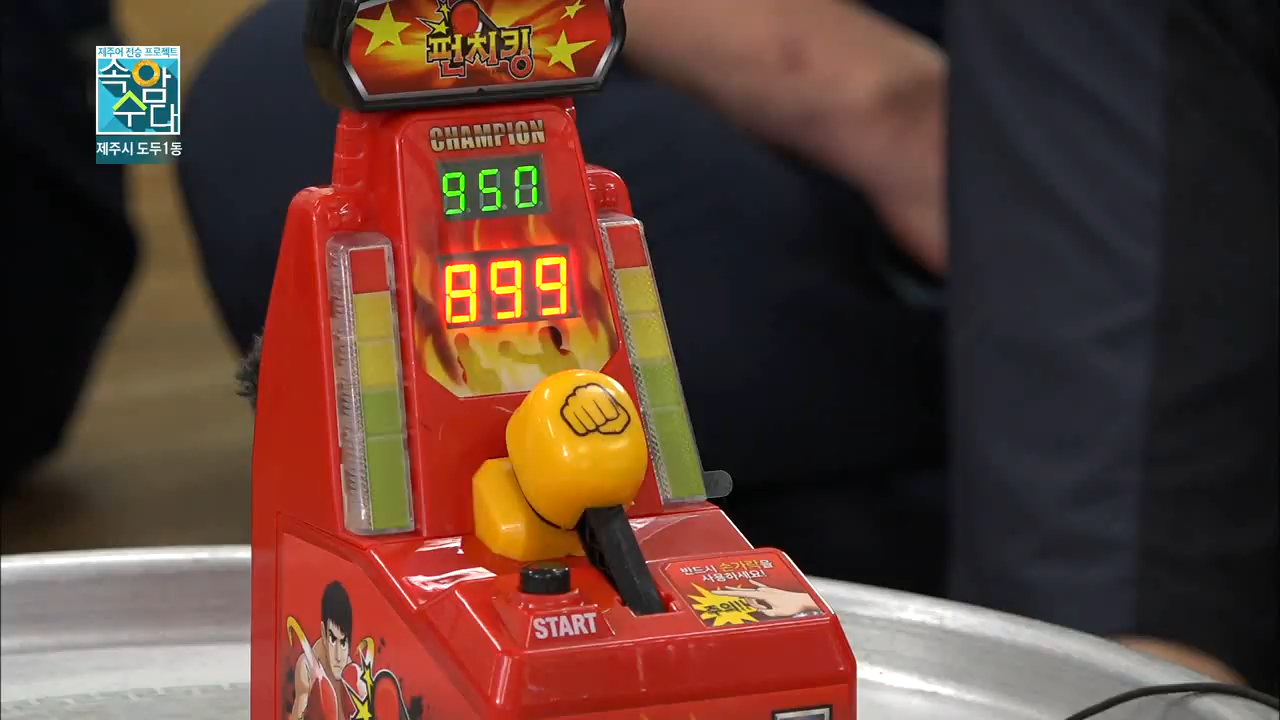 제주어 전승 프로젝트
속암
수다
제주시 도두1동
펀치킹
CHAMPION
950
899
START
반드시 손가락을
사용하세요!
주의!!